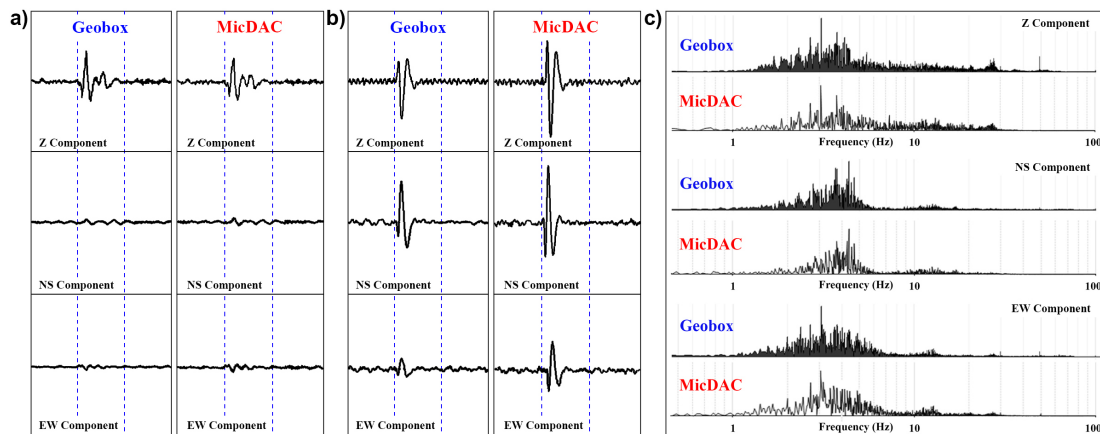 a)
Geobox
MicDAC
Z Component
Z Component
NS Component
NS Component
EW Component
EW Component
b)
Geobox
MicDAC
Z Component
Z Component
NS Component
NS Component
EW Component
EW Component
c)
Z Component
Geobox
MicDAC
1 Frequency (Hz) 10 100
NS Component
Geobox
MicDAC
1 Frequency (Hz) 10 100
EW Component
Geobox
MicDAC
1 Frequency (Hz) 10 100